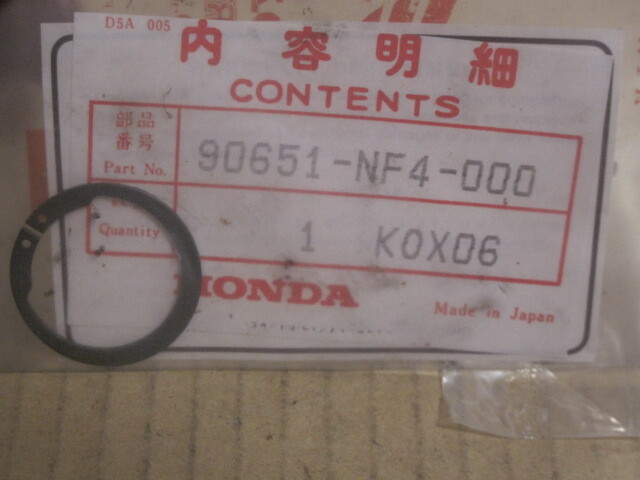 D5A 005
内容明細
CONTENTS
部品
番号
Part No.
90651-NF4-000
Quantity
1 K0X06
HONDA
Made in Japan